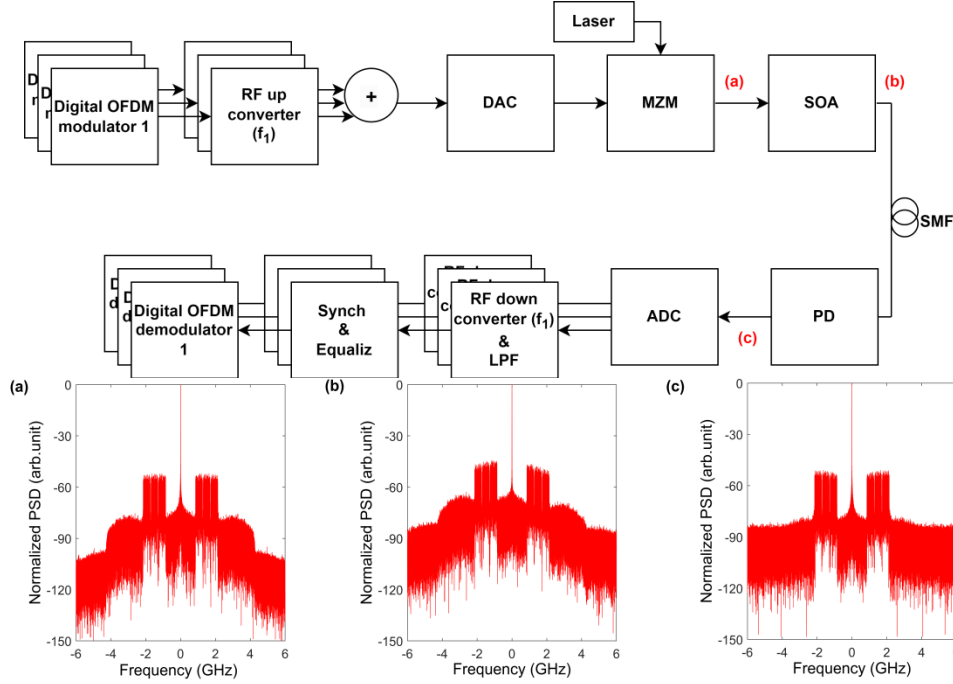 Laser
D
r
D
n
Digital OFDM
modulator 1
RF up
converter
(f1)
+
DAC
MZM
(a)
SOA
(b)
SMF
D
d
D
d
Digital OFDM
demodulator
1
Synch
&
Equaliz
RF down
converter (f1)
&
LPF
ADC
(c)
PD
(a)
Normalized PSD (arb.unit)
0
-30
-60
-90
-120
-150
-6 -4 -2 0 2 4 6
Frequency (GHz)
(b)
Normalized PSD (arb.unit)
0
-30
-60
-90
-120
-150
-6 -4 -2 0 2 4 6
Frequency (GHz)
(c)
Normalized PSD (arb.unit)
0
-30
-60
-90
-120
-150
-6 -4 -2 0 2 4 6
Frequency (GHz)